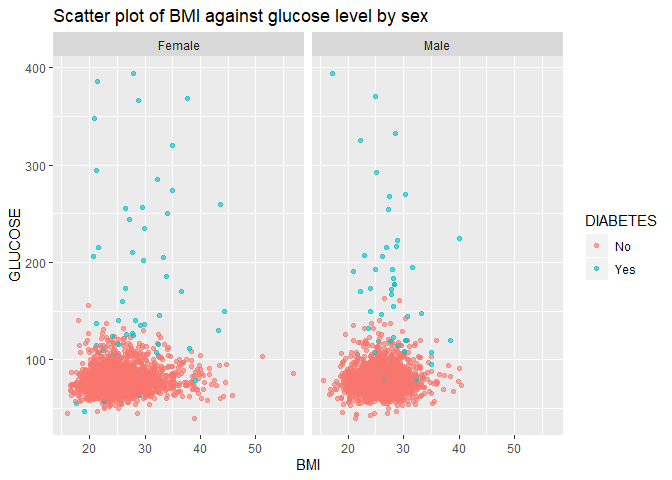 Scatter plot of BMI against glucose level by sex
Female
Male
400
300
200
100
GLUCOSE
20
30
40
50
20
30
40
50
BMI
DIABETES
No
Yes